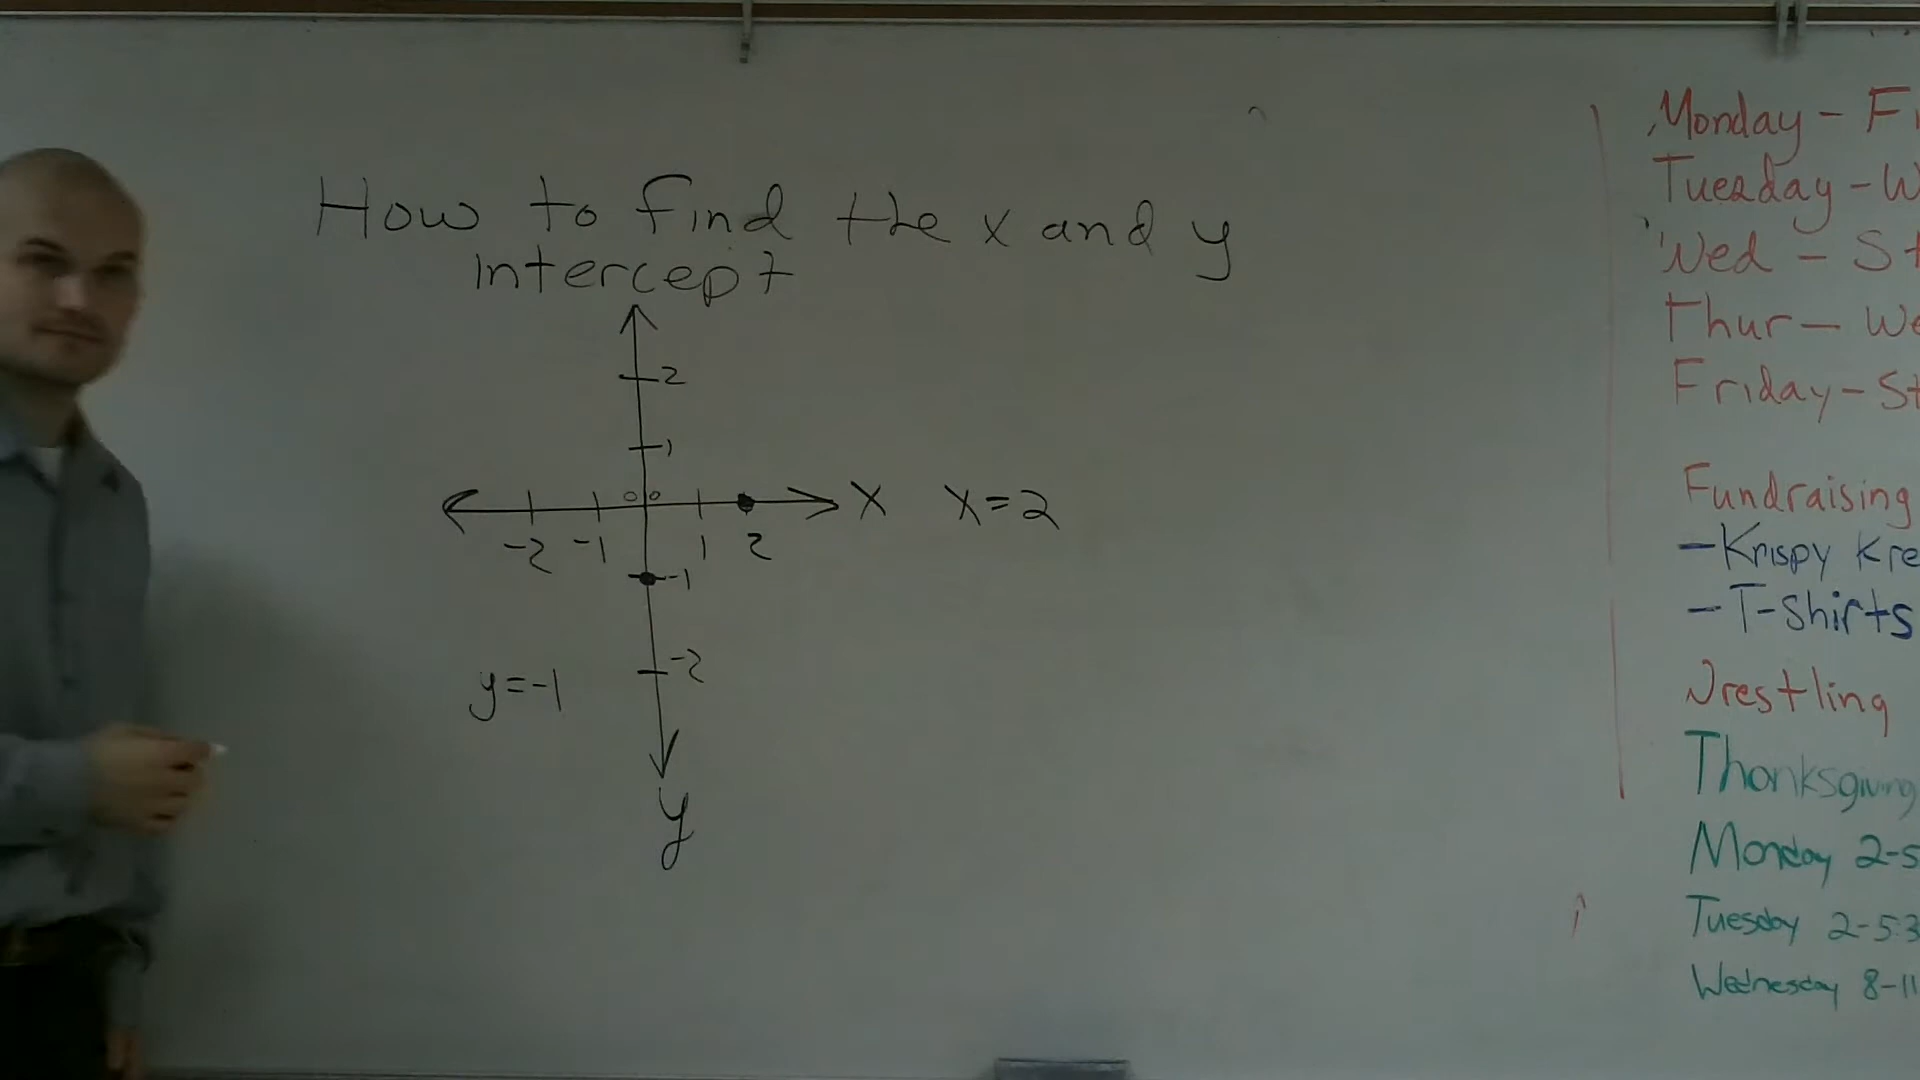 How to find the x and y
intercept
2
1
0 0
X X=2
-2 -1 1 2
-1
-2
y=-1
y
Monday -
Tuesday -
Wed -
Thur -
Friday -
Fundraising
- Krispy Kre
- T-Shirts
Wrestling
Thanksgiving
Monday 2-5
Tuesday 2-5:3
Wednesday 8-11